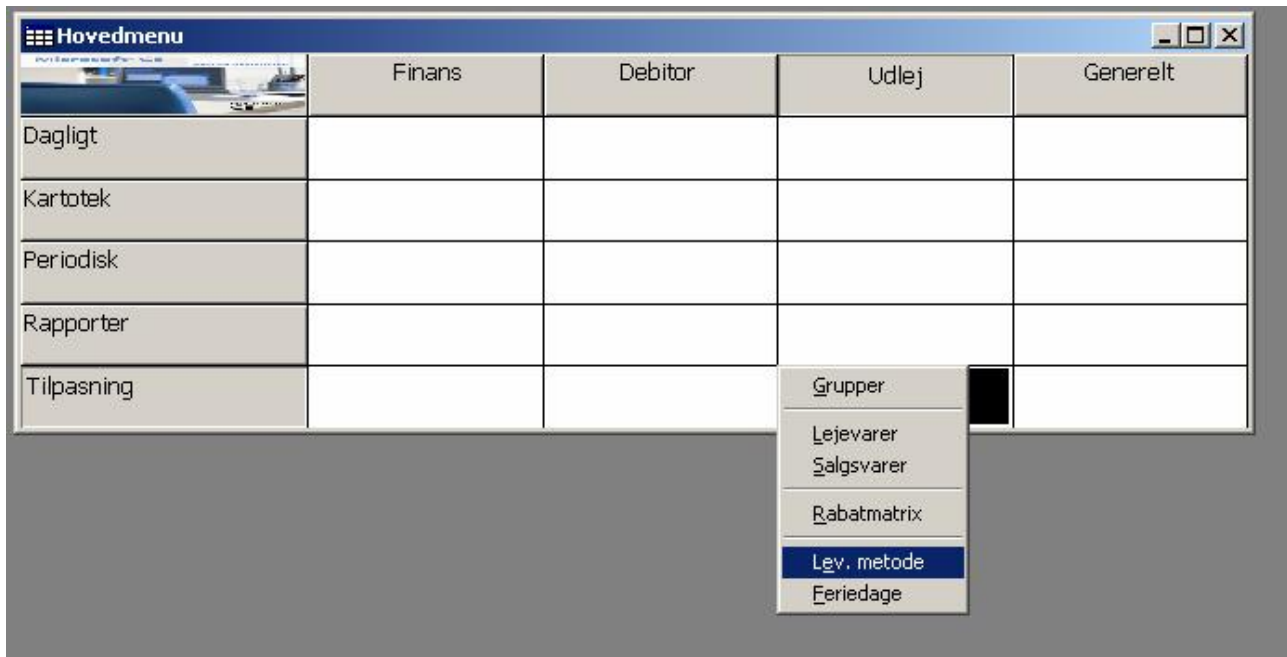 Hovedmenu
Finans Debitor Udlej Generelt
Dagligt
Kartotek
Periodisk
Rapporter
Tilpasning
Grupper
Lejevarer
Salgsvarer
Rabatmatrix
Lev. metode
Feriedage